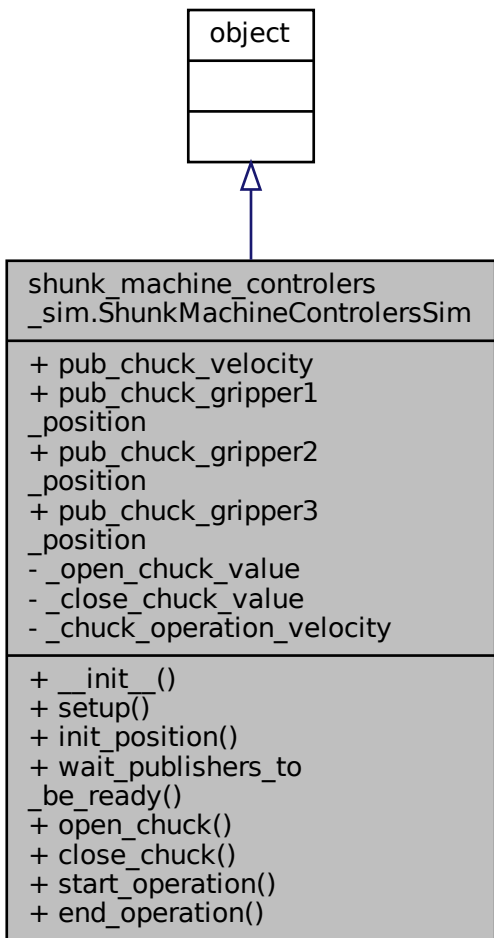 object
shunk_machine_controlers
_sim.ShunkMachineControlersSim
+ pub_chuck_velocity
+ pub_chuck_gripper1
_position
+ pub_chuck_gripper2
_position
+ pub_chuck_gripper3
_position
- _open_chuck_value
- _close_chuck_value
- _chuck_operation_velocity
+ __init__()
+ setup()
+ init_position()
+ wait_publishers_to
_be_ready()
+ open_chuck()
+ close_chuck()
+ start_operation()
+ end_operation()